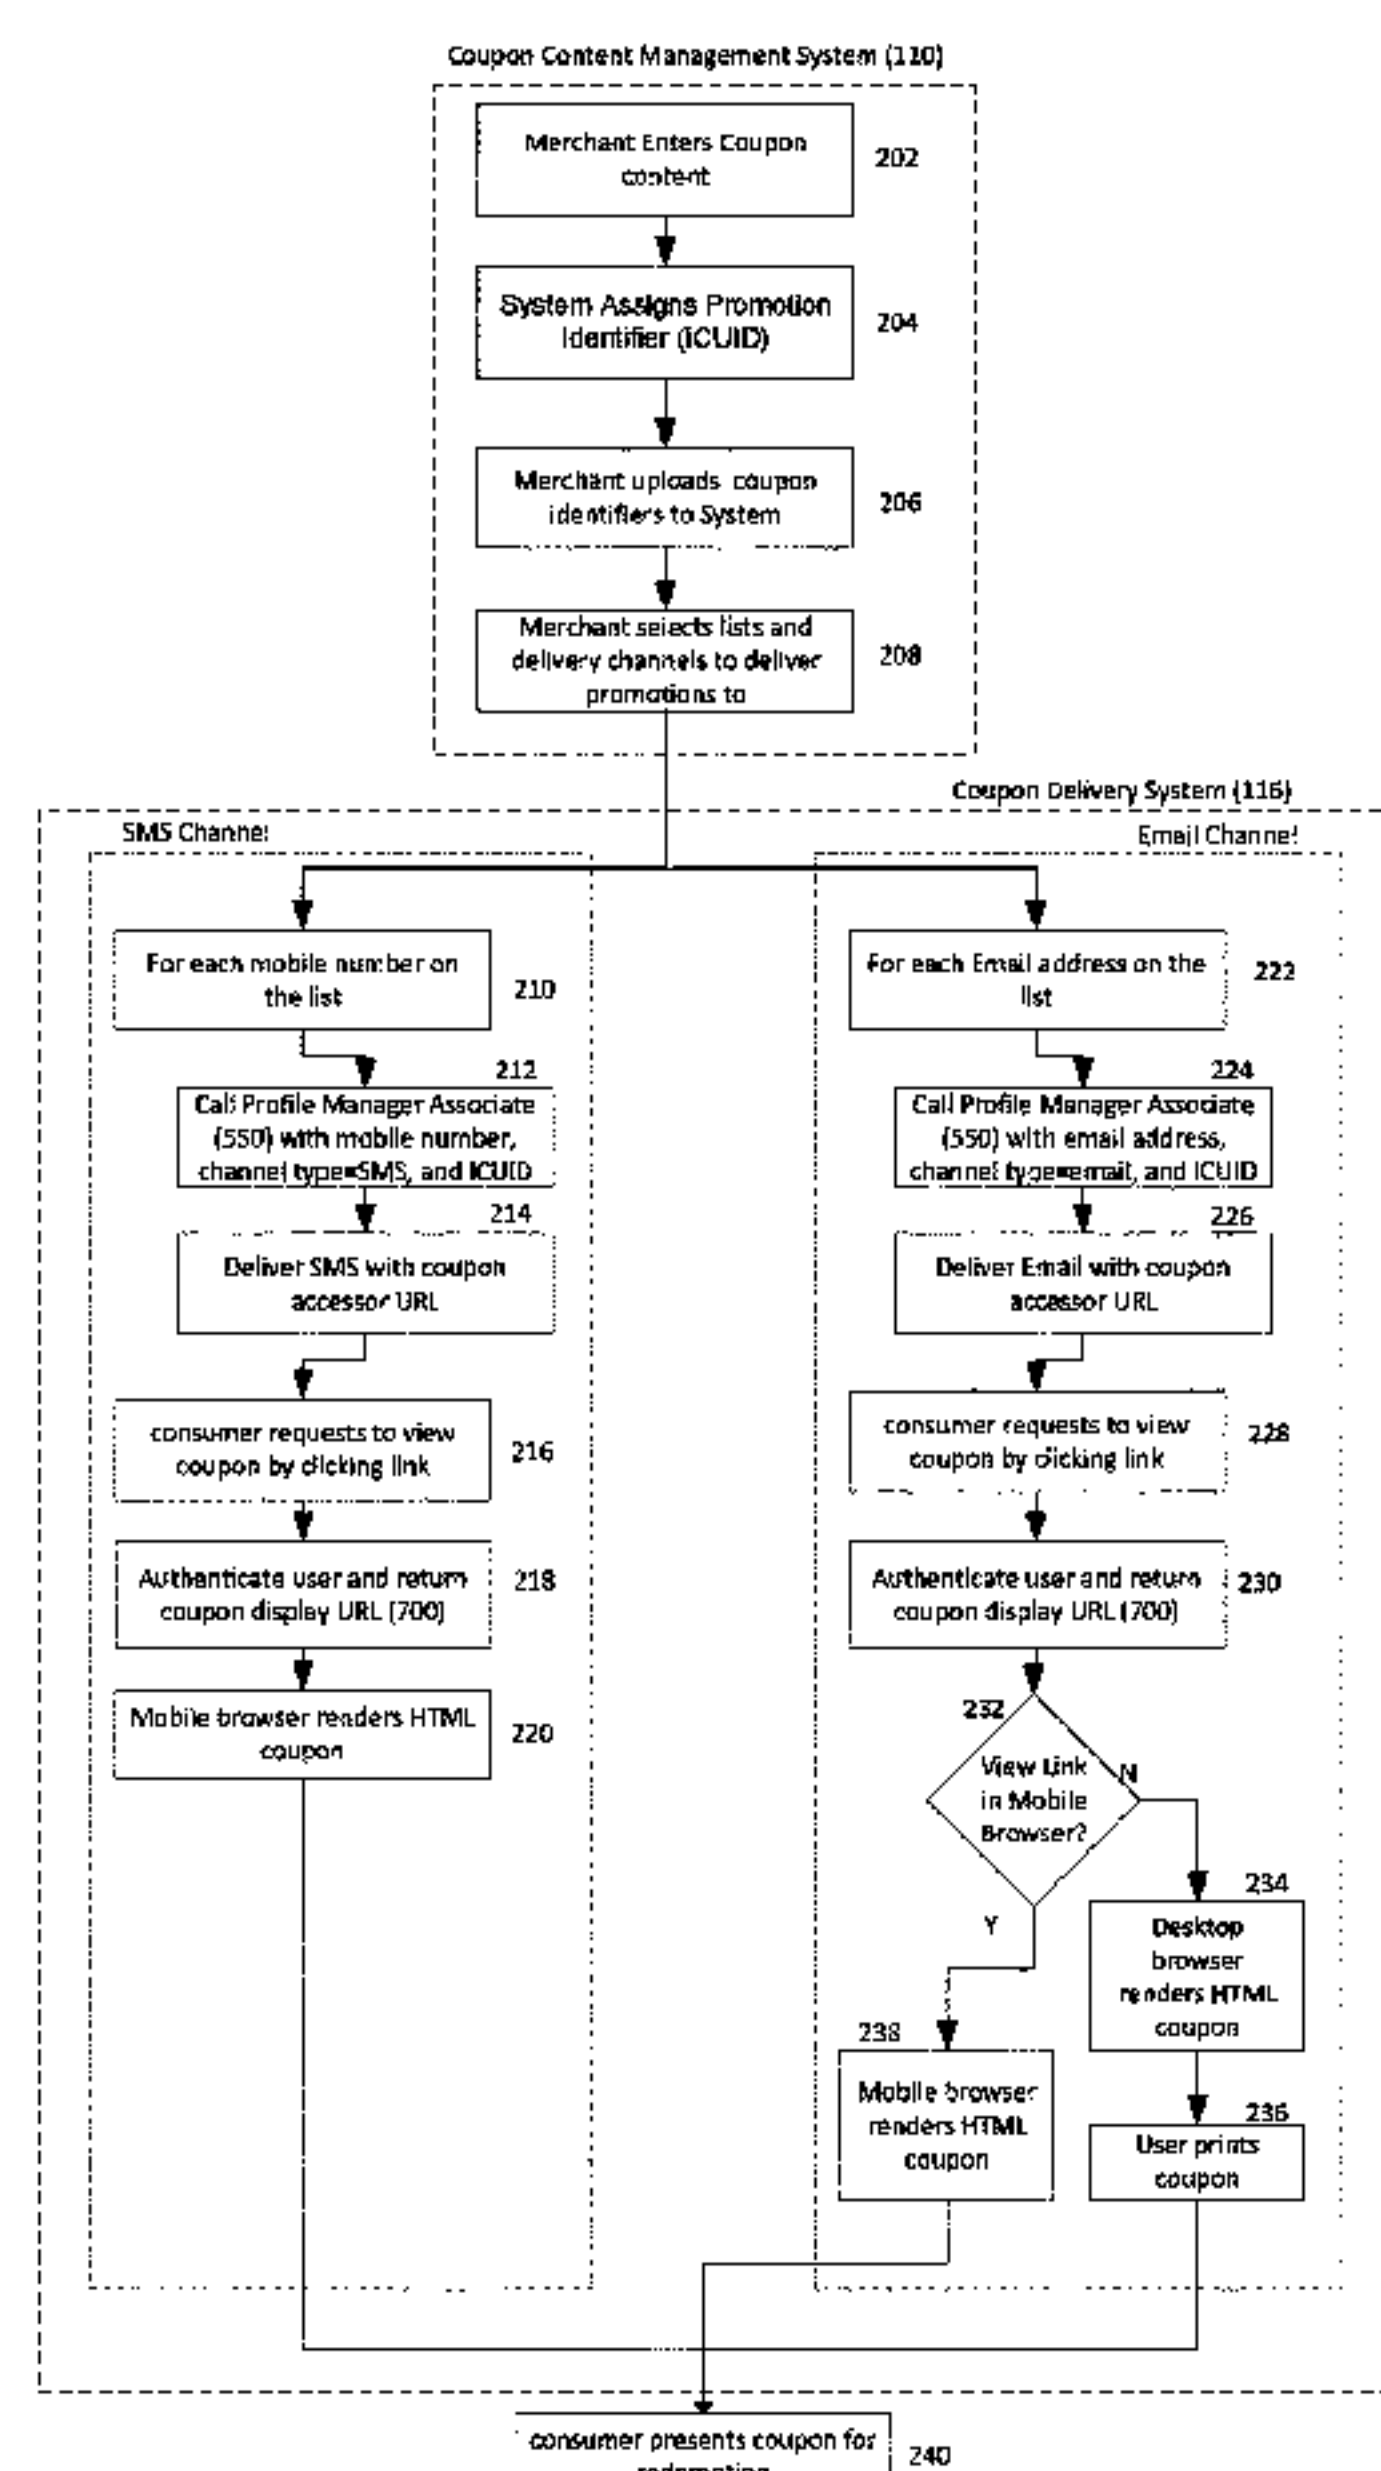 Coupon Content Management System (110)
Merchant Enters Coupon
content
202
System Assigns Promotion
Identifier (ICUID)
204
Merchant uploads coupon
identifiers to System
206
Merchant selects lists and
delivery channels to deliver
promotions to
208
Coupon Delivery System (116)
SMS Channel
For each mobile number on
the list
210
212
Call Profile Manager Associate
(550) with mobile number,
channel type=SMS, and ICUID
214
Deliver SMS with coupon
accessor URL
consumer requests to view
coupon by clicking link
216
Authenticate user and return
coupon display URL (700)
218
Mobile browser renders HTML
coupon
220
Email Channel
For each Email address on the
list
222
224
Call Profile Manager Associate
(550) with email address,
channel type=email, and ICUID
226
Deliver Email with coupon
accessor URL
consumer requests to view
coupon by clicking link
228
Authenticate user and return
coupon display URL (700)
230
232
View Link
in Mobile
Browser?
N
Y
234
Desktop
browser
renders HTML
coupon
236
User prints
coupon
238
Mobile browser
renders HTML
coupon
consumer presents coupon for
240